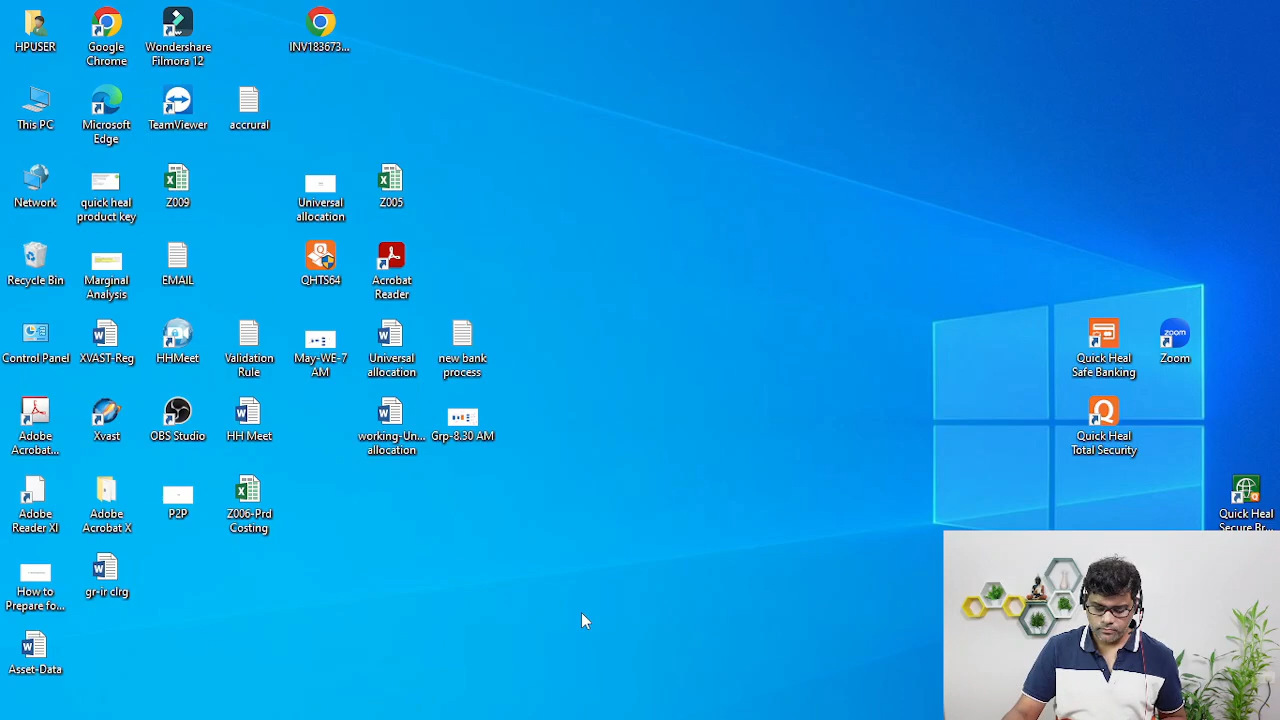 HPUSER
Google
Chrome
Wondershare
Filmora 12
INV183673...
This PC
Microsoft
Edge
TeamViewer
accrural
Network
quick heal
product key
Z009
Universal
allocation
Z005
Recycle Bin
Marginal
Analysis
EMAIL
QHTS64
Acrobat
Reader
Control Panel
XVAST-Reg
HHMeet
Validation
Rule
May-WE-7
AM
Universal
allocation
new bank
process
Quick Heal
Safe Banking
zoom
Zoom
Adobe
Acrobat...
Xvast
OBS Studio
HH Meet
working-Un...
allocation
Grp-8.30 AM
Quick Heal
Total Security
Adobe
Reader XI
Adobe
Acrobat X
P2P
Z006-Prd
Costing
Quick Heal
Secure Br...
How to
Prepare fo...
gr-ir clrg
Asset-Data